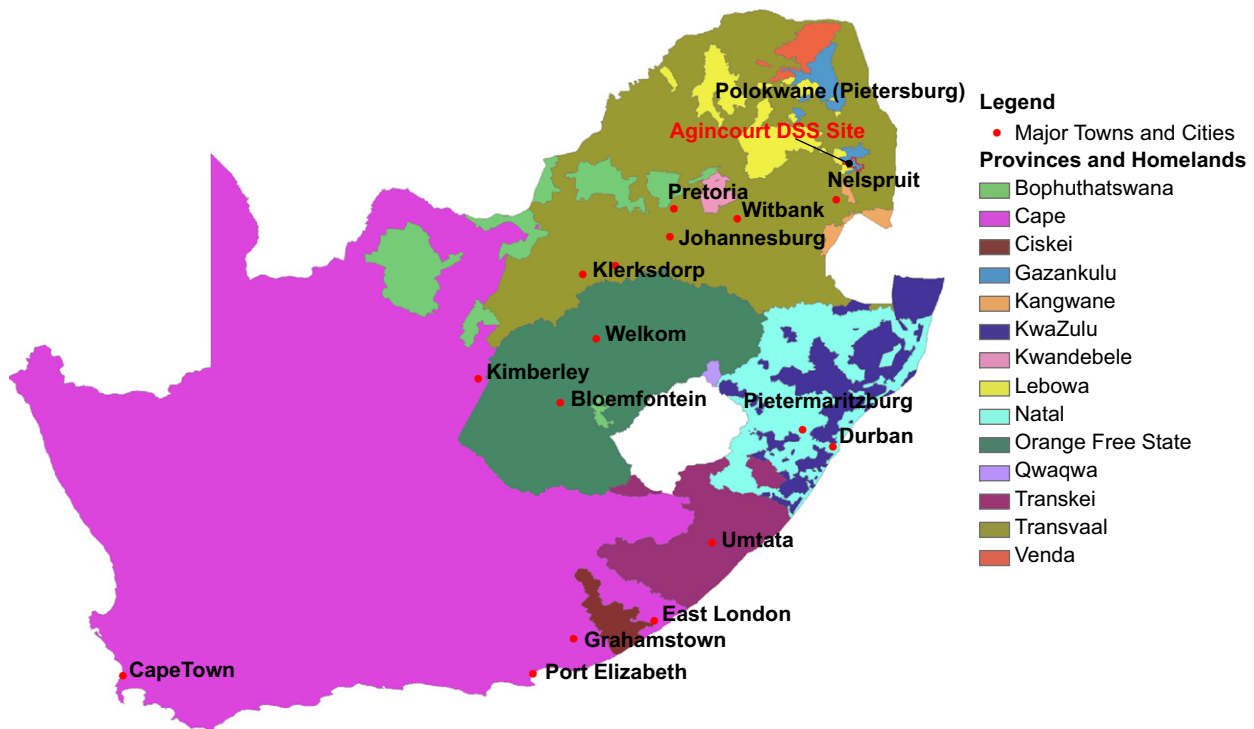 Polokwane (Pietersburg)
Agincourt DSS Site
Nelspruit
Pretoria
Witbank
Johannesburg
Klerksdorp
Welkom
Kimberley
Bloemfontein
Pietermaritzburg
Durban
Umtata
East London
Grahamstown
Port Elizabeth
CapeTown
Legend
Major Towns and Cities
Provinces and Homelands
Bophuthatswana
Cape
Ciskei
Gazankulu
Kangwane
KwaZulu
Kwandebele
Lebowa
Natal
Orange Free State
Qwaqwa
Transkei
Transvaal
Venda